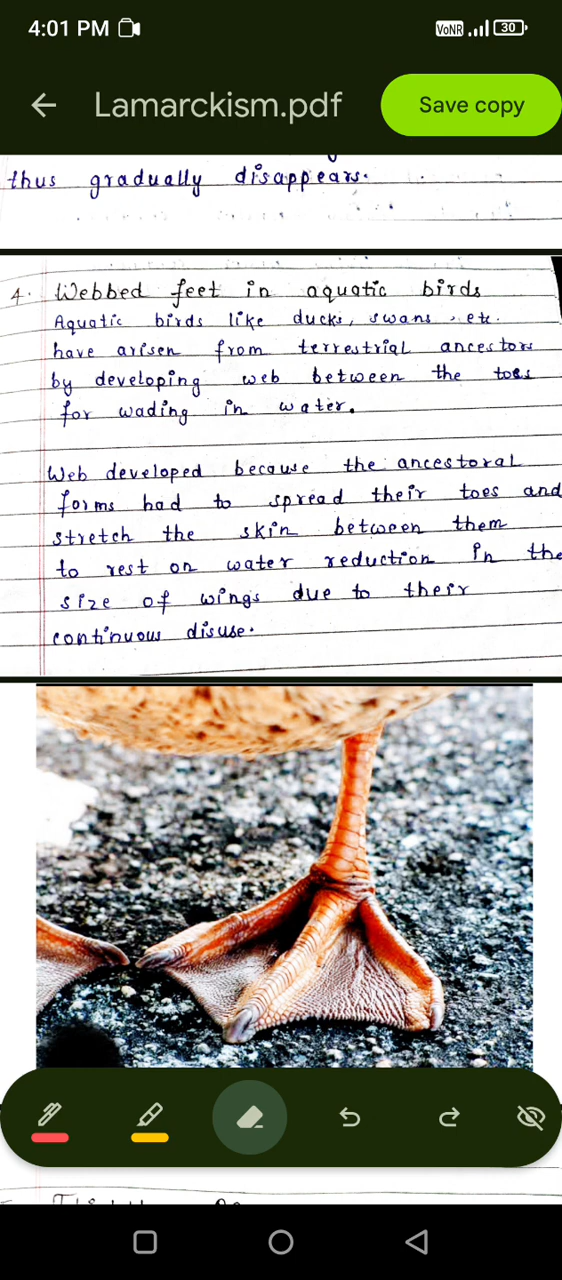 4:01 PM
VoNR 30
Lamarckism.pdf
Save copy
thus gradually disappears.
4. Webbed feet in aquatic birds
Aquatic birds like ducks, swans, etc.
have arisen from terrestrial ancestors
by developing web between the toes
for wading in water.
Web developed because the ancestoral
forms had to spread their toes and
stretch the skin between them
to rest on water reduction in the
size of wings due to their
continuous disuse.